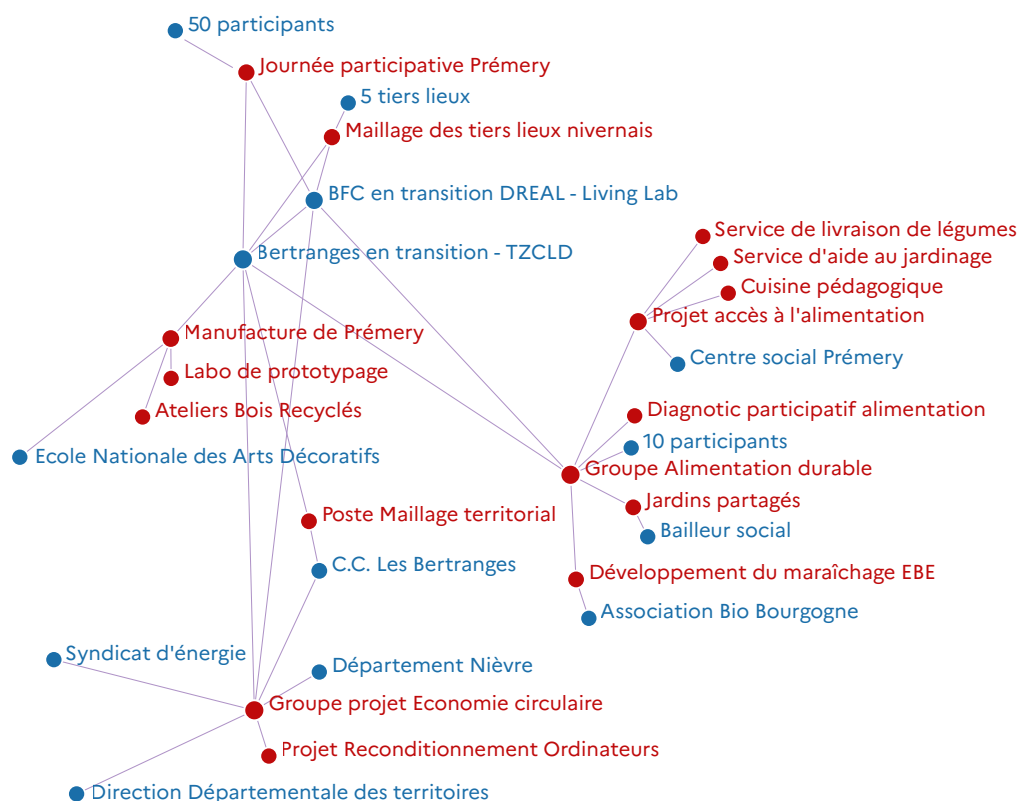 50 participants
Journée participative Prémery
5 tiers lieux
Maillage des tiers lieux nivernais
BFC en transition DREAL - Living Lab
Bertranges en transition - TZCLD
Service de livraison de légumes
Service d'aide au jardinage
Cuisine pédagogique
Projet accès à l'alimentation
Centre social Prémery
Manufacture de Prémery
Labo de prototypage
Ateliers Bois Recyclés
Ecole Nationale des Arts Décoratifs
Diagnotic participatif alimentation
10 participants
Groupe Alimentation durable
Jardins partagés
Bailleur social
Poste Maillage territorial
C.C. Les Bertranges
Développement du maraîchage EBE
Association Bio Bourgogne
Syndicat d'énergie
Département Nièvre
Groupe projet Economie circulaire
Projet Reconditionnement Ordinateurs
Direction Départementale des territoires